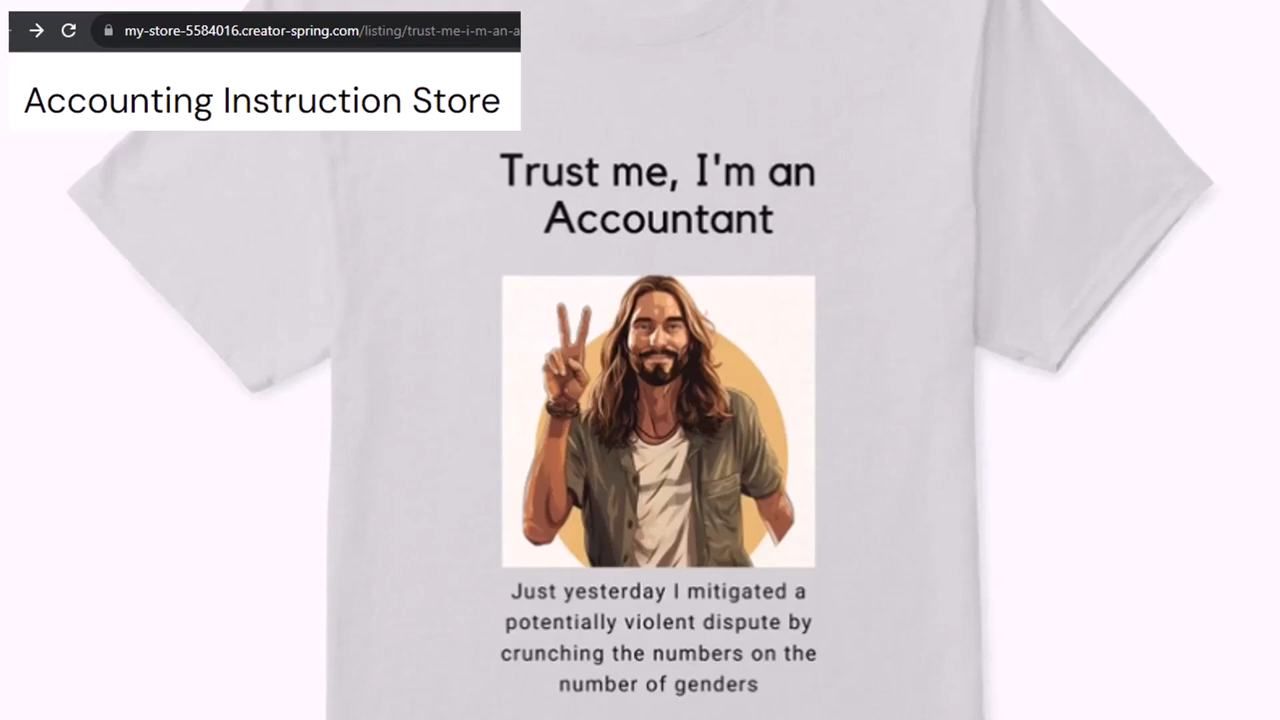 my-store-5584016.creator-spring.com/listing/trust-me-i-m-an-a
Accounting Instruction Store
Trust me, I'm an
Accountant
Just yesterday I mitigated a
potentially violent dispute by
crunching the numbers on the
number of genders